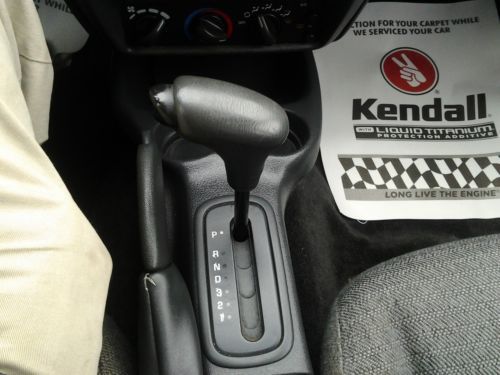 CTION FOR YOUR CARPET WHILE
WE SERVICED YOUR CAR
Kendall
WITH LIQUID TITANIUM
PROTECTION ADDITIVE
LONG LIVE THE ENGINE
P
R
N
D
3
2
1